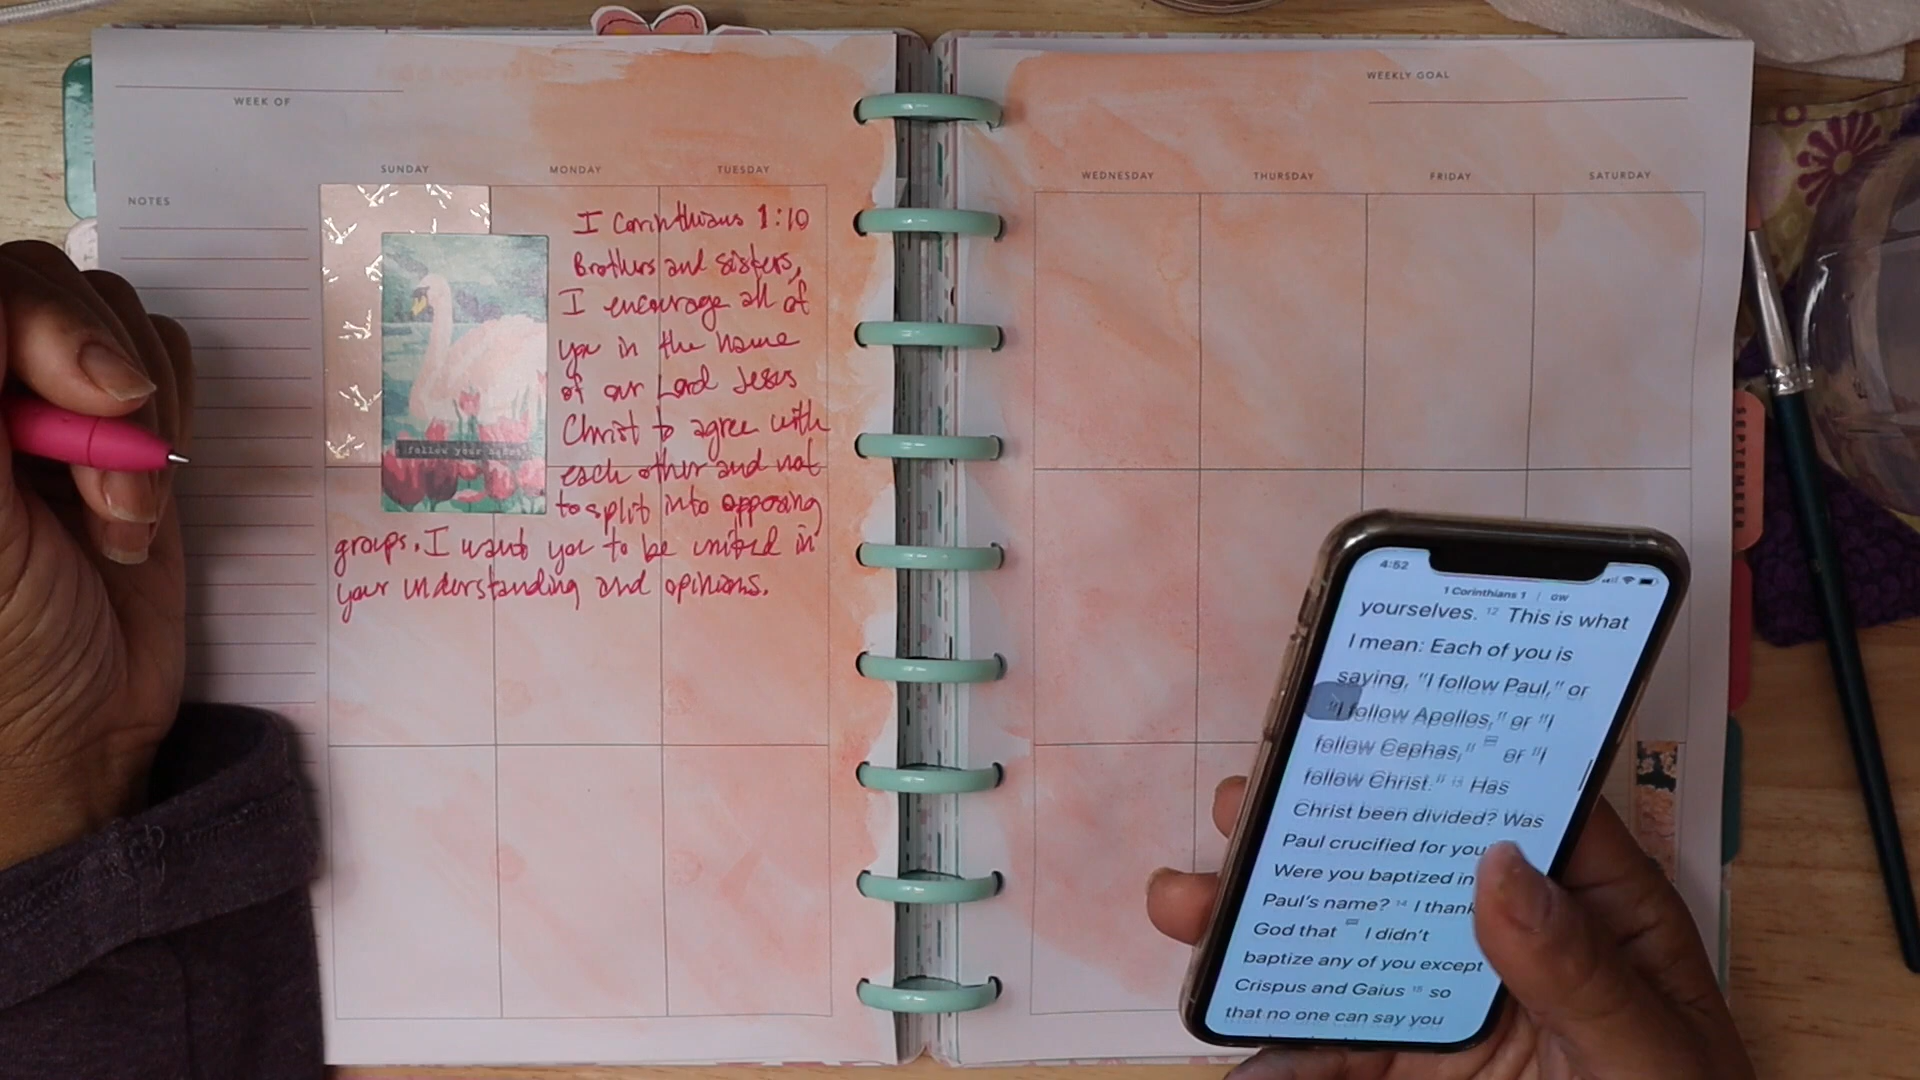 WEEK OF
NOTES
SUNDAY
MONDAY
TUESDAY
I Corinthians 1:10
Brothers and sisters,
I encourage all of
you in the name
of our Lord Jesus
Christ to agree with
each other and not
to split into opposing
groups. I want you to be united in
your understanding and opinions.
follow your heart
WEEKLY GOAL
WEDNESDAY
THURSDAY
FRIDAY
SATURDAY
SEPTEMBER
4:52
1 Corinthians 1 | GW
yourselves. 12 This is what
I mean: Each of you is
saying, "I follow Paul," or
"I follow Apollos," or "I
follow Cephas," or "I
follow Christ." 13 Has
Christ been divided? Was
Paul crucified for you
Were you baptized in
Paul's name? 14 I thank
God that I didn't
baptize any of you except
Crispus and Gaius 15 so
that no one can say you